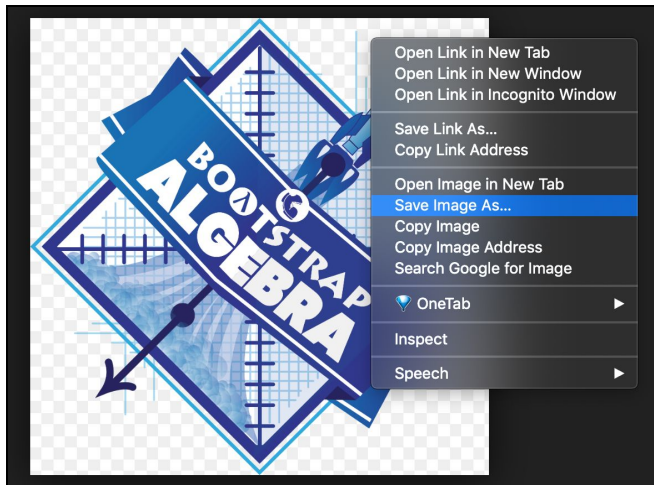 BOOTSTRAP
ALGEBRA
Open Link in New Tab
Open Link in New Window
Open Link in Incognito Window
Save Link As...
Copy Link Address
Open Image in New Tab
Save Image As...
Copy Image
Copy Image Address
Search Google for Image
OneTab
Inspect
Speech